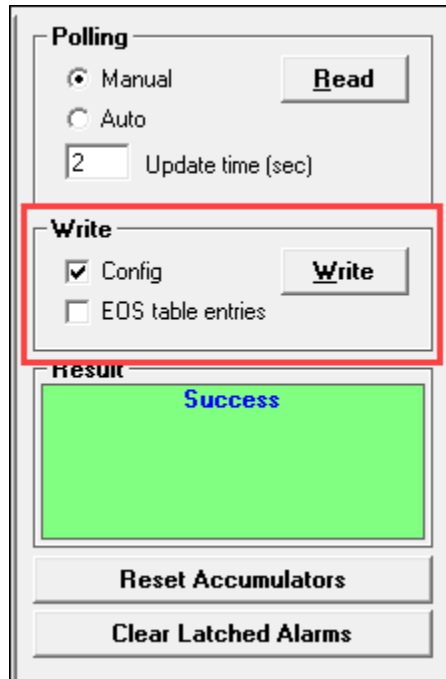 Polling
Manual
Read
Auto
2 Update time (sec)
Write
Config
Write
EOS table entries
Result
Success
Reset Accumulators
Clear Latched Alarms